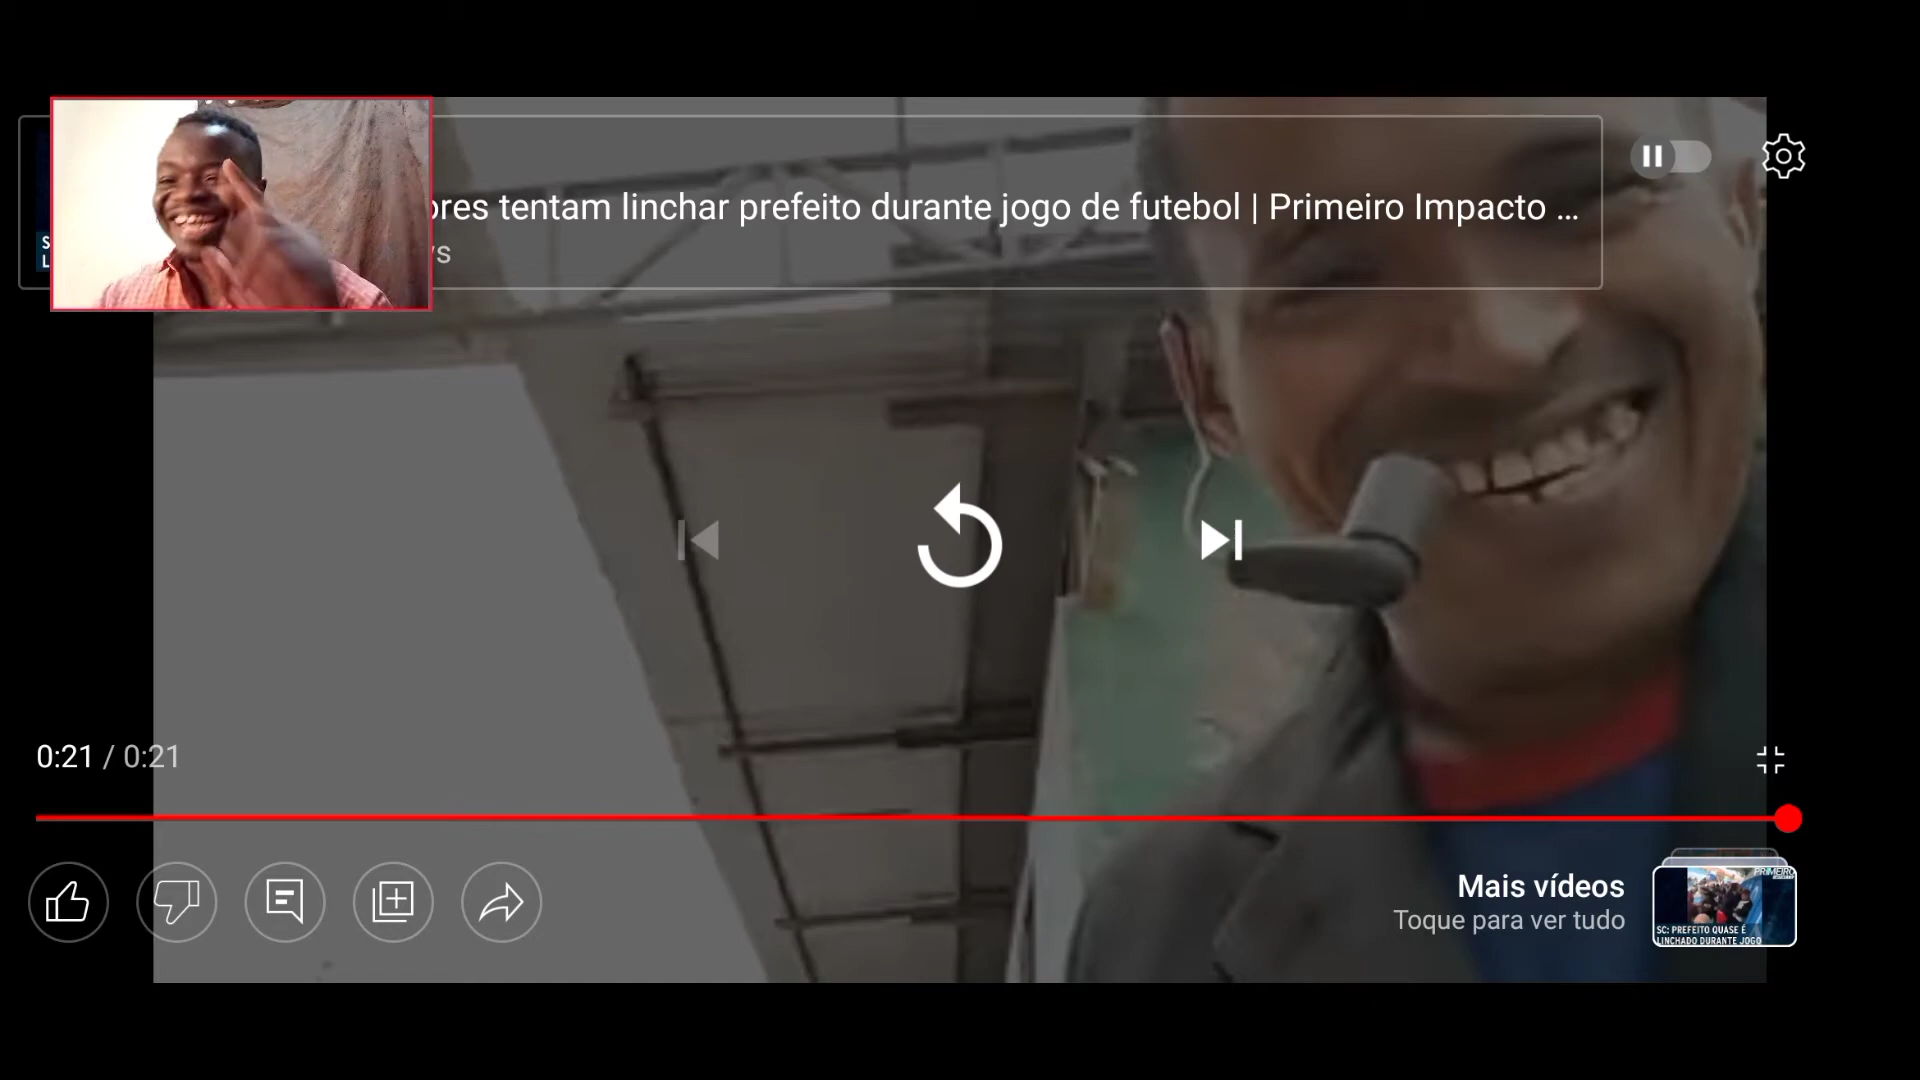 tentam linchar prefeito durante jogo de futebol | Primeiro Impacto ...
0:21 / 0:21
Mais vídeos
Toque para ver tudo
PRIMEIRO
SC: PREFEITO QUASE É
LINCHADO DURANTE JOGO